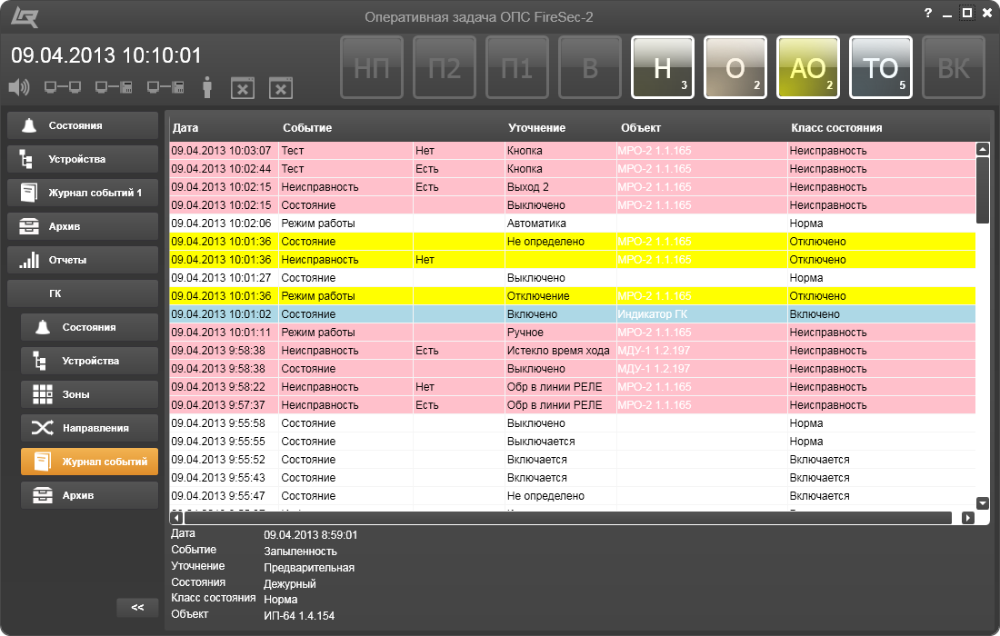 Оперативная задача ОПС FireSec-2
?
09.04.2013 10:10:01
НП П2 П1 В Н 3 О 2 АО 2 ТО 5 ВК
Состояния
Устройства
Журнал событий 1
Архив
Отчеты
ГК
Состояния
Устройства
Зоны
Направления
Журнал событий
Архив
<<
Дата Событие Уточнение Объект Класс состояния
09.04.2013 10:03:07 Тест Нет Кнопка МРО-2 1.1.165 Неисправность
09.04.2013 10:02:44 Тест Есть Кнопка МРО-2 1.1.165 Неисправность
09.04.2013 10:02:15 Неисправность Есть Выход 2 МРО-2 1.1.165 Неисправность
09.04.2013 10:02:15 Состояние Выключено МРО-2 1.1.165 Неисправность
09.04.2013 10:02:06 Режим работы Автоматика Норма
09.04.2013 10:01:36 Состояние Не определено МРО-2 1.1.165 Отключено
09.04.2013 10:01:36 Неисправность Нет МРО-2 1.1.165 Отключено
09.04.2013 10:01:27 Состояние Выключено Норма
09.04.2013 10:01:36 Режим работы Отключение МРО-2 1.1.165 Отключено
09.04.2013 10:01:02 Состояние Включено Индикатор ГК Включено
09.04.2013 10:01:11 Режим работы Ручное МРО-2 1.1.165 Неисправность
09.04.2013 9:58:38 Неисправность Есть Истекло время хода МДУ-1 1.2.197 Неисправность
09.04.2013 9:58:38 Состояние Выключено МДУ-1 1.2.197 Неисправность
09.04.2013 9:58:22 Неисправность Нет Обр в линии РЕЛЕ МРО-2 1.1.165 Неисправность
09.04.2013 9:57:37 Неисправность Есть Обр в линии РЕЛЕ МРО-2 1.1.165 Неисправность
09.04.2013 9:55:58 Состояние Выключено Норма
09.04.2013 9:55:55 Состояние Выключается Норма
09.04.2013 9:55:52 Состояние Включается Включается
09.04.2013 9:55:43 Состояние Включается Включается
09.04.2013 9:55:47 Состояние Не определено Включается
Дата 09.04.2013 8:59:01
Событие Запыленность
Уточнение Предварительная
Состояния Дежурный
Класс состояния Норма
Объект ИП-64 1.4.154